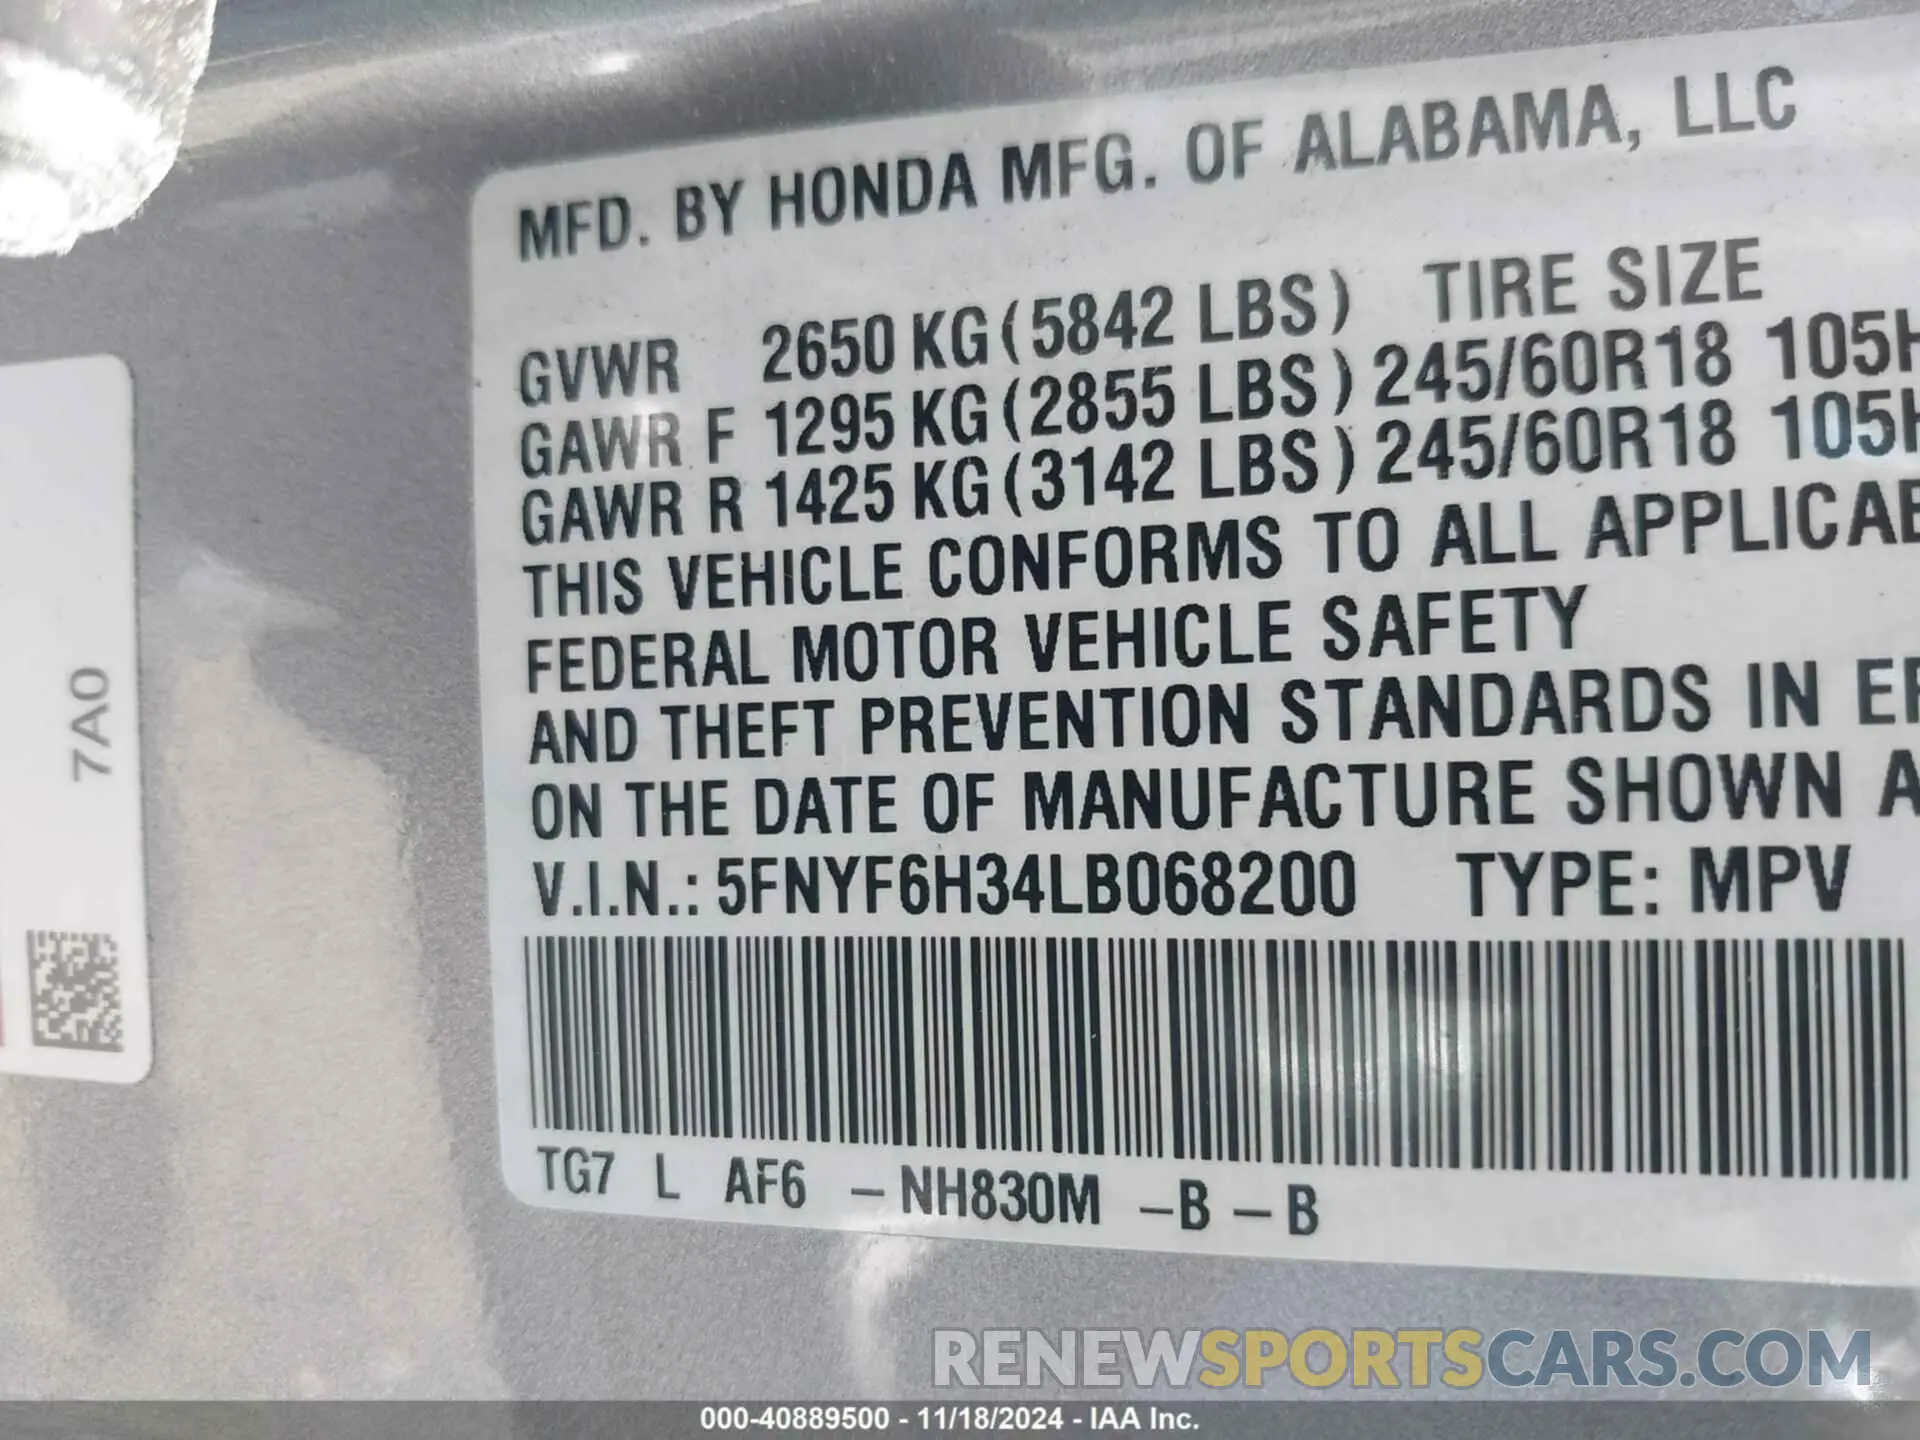 MFD. BY HONDA MFG. OF ALABAMA, LLC
GVWR 2650 KG (5842 LBS) TIRE SIZE
GAWR F 1295 KG (2855 LBS) 245/60R18 105H
GAWR R 1425 KG (3142 LBS) 245/60R18 105H
THIS VEHICLE CONFORMS TO ALL APPLICAB
FEDERAL MOTOR VEHICLE SAFETY
AND THEFT PREVENTION STANDARDS IN EF
ON THE DATE OF MANUFACTURE SHOWN A
V.I.N.: 5FNYF6H34LB068200 TYPE: MPV
TG7 L AF6 -NH830M -B-B
7A0
RENEWSPORTSCARS.COM
000-40889500 - 11/18/2024 - IAA Inc.